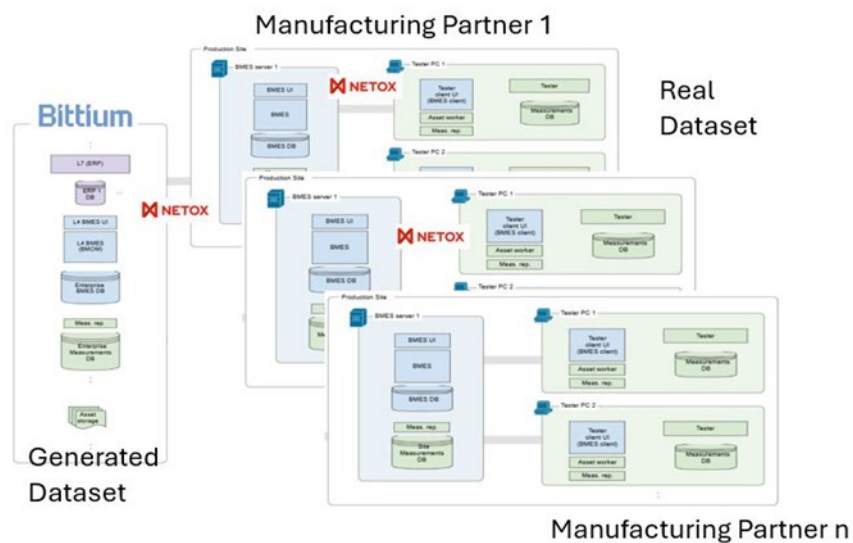 Manufacturing Partner 1
Production Site
BMES server 1
BMES UI
BMES
BMES DB
NETOX
Tester PC 1
Tester
client UI
(BMES client)
Asset worker
Meas. rep.
Tester
Measurements
DB
Tester PC 2
Real
Dataset
Bittium
L7 (ERP)
ERP 1
DB
L4 BMES UI
L4 BMES
(BMOM)
Enterprise
BMES DB
Meas. rep.
Enterprise
Measurements
DB
Asset
storage
Generated
Dataset
NETOX
Production Site
BMES server 1
BMES UI
BMES
BMES DB
NETOX
Tester PC 1
Tester
client UI
(BMES client)
Asset worker
Meas. rep.
Tester
Measurements
DB
Tester PC 2
Production Site
BMES server 1
BMES UI
BMES
BMES DB
Meas. rep.
Site
Measurements
DB
Tester PC 1
Tester
client UI
(BMES client)
Asset worker
Meas. rep.
Tester
Measurements
DB
Tester PC 2
Tester
client UI
(BMES client)
Asset worker
Meas. rep.
Tester
Measurements
DB
Manufacturing Partner n